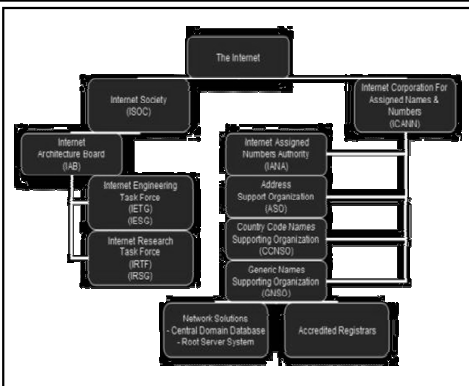 The Internet
Internet Society
(ISOC)
Internet Corporation For
Assigned Names &
Numbers
(ICANN)
Internet
Architecture Board
(IAB)
Internet Engineering
Task Force
(IETG)
(IESG)
Internet Research
Task Force
(IRTF)
(IRSG)
Internet Assigned
Numbers Authority
(IANA)
Address
Support Organization
(ASO)
Country Code Names
Supporting Organization
(CCNSO)
Generic Names
Supporting Organization
(GNSO)
Network Solutions
- Central Domain Database
- Root Server System
Accredited Registrars